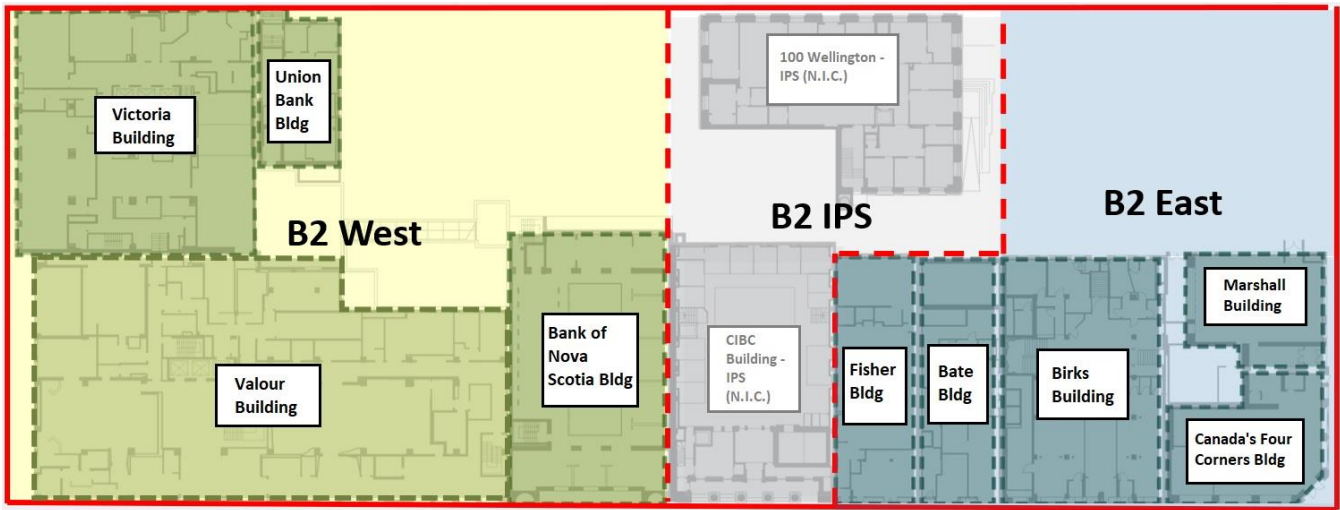 Victoria
Building
Union
Bank
Bldg
B2 West
Valour
Building
Bank of
Nova
Scotia Bldg
100 Wellington -
IPS (N.I.C.)
B2 IPS
CIBC
Building -
IPS
(N.I.C.)
B2 East
Fisher
Bldg
Bate
Bldg
Birks
Building
Marshall
Building
Canada's Four
Corners Bldg